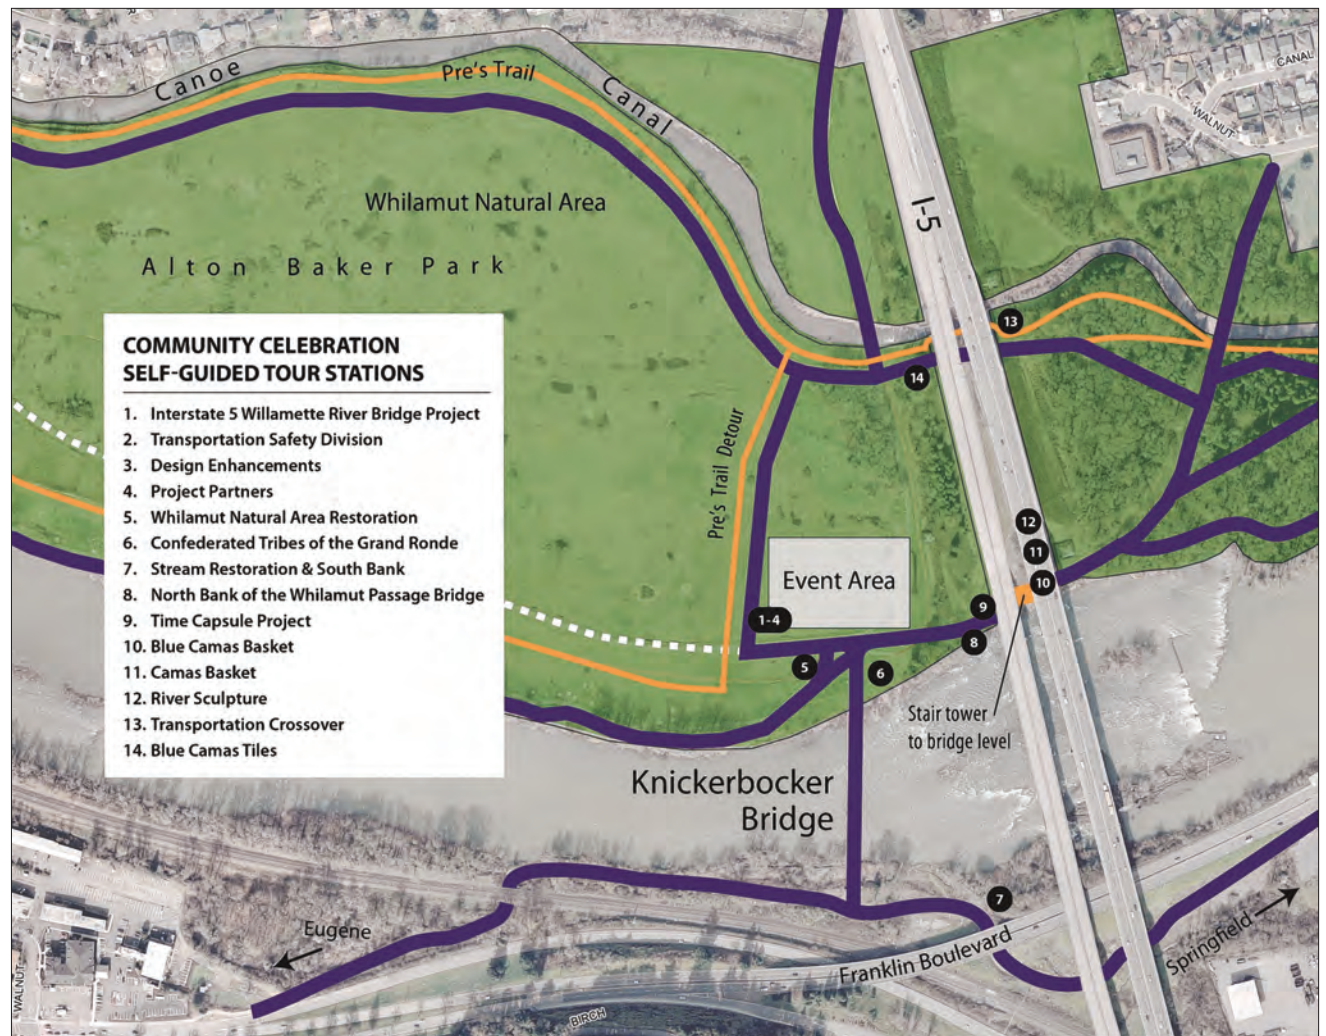 Canoe
Pre's Trail
Canal
CANAL
WALNUT
I-5
Whilamut Natural Area
Alton Baker Park
13
14
COMMUNITY CELEBRATION
SELF-GUIDED TOUR STATIONS
1. Interstate 5 Willamette River Bridge Project
2. Transportation Safety Division
3. Design Enhancements
4. Project Partners
5. Whilamut Natural Area Restoration
6. Confederated Tribes of the Grand Ronde
7. Stream Restoration & South Bank
8. North Bank of the Whilamut Passage Bridge
9. Time Capsule Project
10. Blue Camas Basket
11. Camas Basket
12. River Sculpture
13. Transportation Crossover
14. Blue Camas Tiles
Pre's Trail Detour
12
11
10
Event Area
9
1-4
8
5
6
Stair tower
to bridge level
Knickerbocker
Bridge
7
Eugene
Franklin Boulevard
Springfield
WALNUT
BIRCH